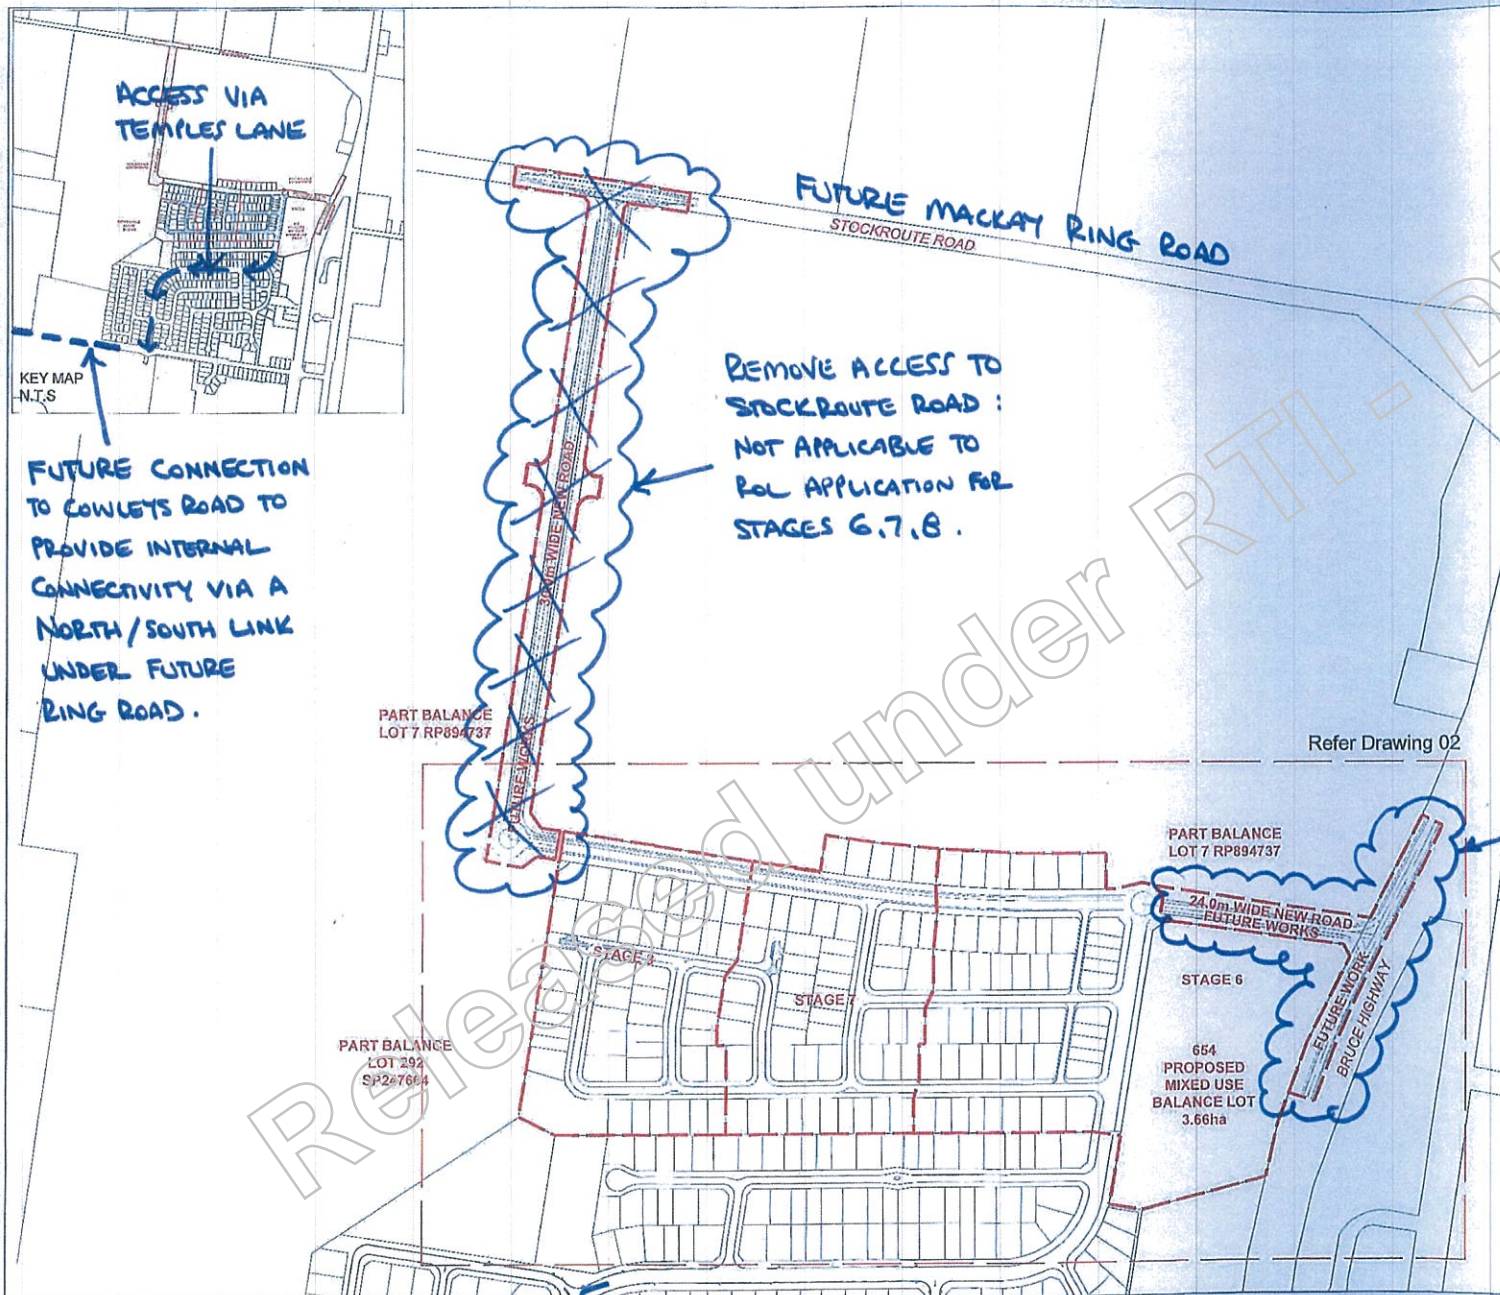 ACCESS VIA
TEMPLES LANE
KEY MAP
N.T.S
FUTURE CONNECTION
TO COWLEYS ROAD TO
PROVIDE INTERNAL
CONNECTIVITY VIA A
NORTH/SOUTH LINK
UNDER FUTURE
RING ROAD.
FUTURE MACKAY RING ROAD
STOCKROUTE ROAD
REMOVE ACCESS TO
STOCKROUTE ROAD :
NOT APPLICABLE TO
ROL APPLICATION FOR
STAGES 6,7,8.
WIDE NEW ROAD
FUTURE WORKS
PART BALANCE
LOT 7 RP894737
Refer Drawing 02
PART BALANCE
LOT 7 RP894737
24.0m WIDE NEW ROAD
FUTURE WORKS
STAGE
STAGE 7
STAGE 6
FUTURE WORK
BRUCE HIGHWAY
PART BALANCE
LOT 292
654
PROPOSED
MIXED USE
BALANCE LOT
3.66ha
Released under RTI -